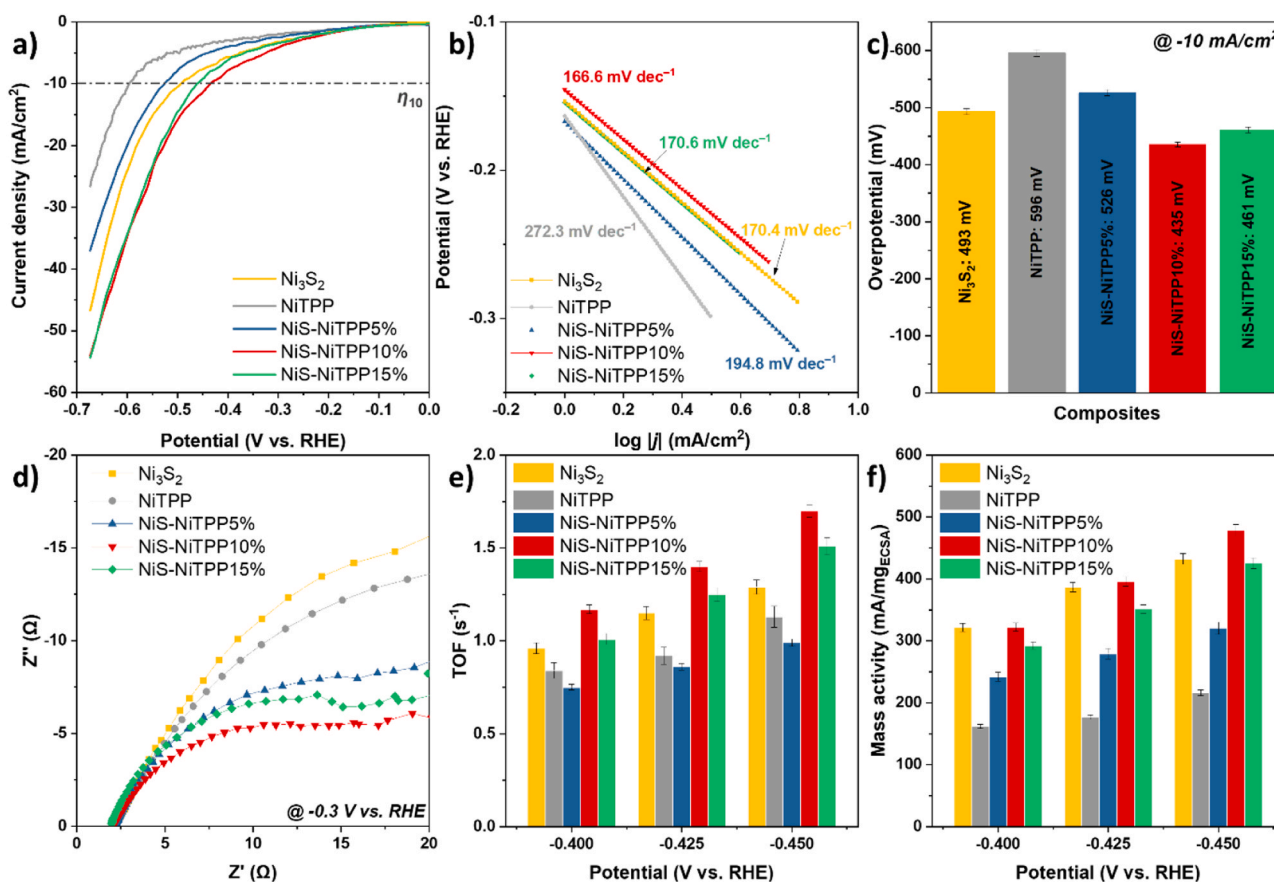 a)
0
-10
-20
-30
-40
-50
-60
Current density (mA/cm²)
η₁₀
Ni₃S₂
NiTPP
NiS-NiTPP5%
NiS-NiTPP10%
NiS-NiTPP15%
-0.7 -0.6 -0.5 -0.4 -0.3 -0.2 -0.1 0.0
Potential (V vs. RHE)
b)
-0.1
-0.2
-0.3
Potential (V vs. RHE)
166.6 mV dec⁻¹
170.6 mV dec⁻¹
272.3 mV dec⁻¹
170.4 mV dec⁻¹
194.8 mV dec⁻¹
Ni₃S₂
NiTPP
NiS-NiTPP5%
NiS-NiTPP10%
NiS-NiTPP15%
0.0 0.2 0.4 0.6 0.8 1.0
log |j| (mA/cm²)
c)
@ -10 mA/cm²
-600
-500
-400
-300
-200
-100
0
Overpotential (mV)
Ni₃S₂: 493 mV
NiTPP: 596 mV
NiS-NiTPP5%: 526 mV
NiS-NiTPP10%: 435 mV
NiS-NiTPP15%: 461 mV
Composites
d)
-20
-15
-10
-5
0
Z'' (Ω)
Ni₃S₂
NiTPP
NiS-NiTPP5%
NiS-NiTPP10%
NiS-NiTPP15%
@ -0.3 V vs. RHE
0 5 10 15 20
Z' (Ω)
e)
2.0
1.5
1.0
0.5
0.0
TOF (s⁻¹)
Ni₃S₂
NiTPP
NiS-NiTPP5%
NiS-NiTPP10%
NiS-NiTPP15%
-0.400 -0.425 -0.450
Potential (V vs. RHE)
f)
600
500
400
300
200
100
0
Mass activity (mA/mg_ECSA)
Ni₃S₂
NiTPP
NiS-NiTPP5%
NiS-NiTPP10%
NiS-NiTPP15%
-0.400 -0.425 -0.450
Potential (V vs. RHE)